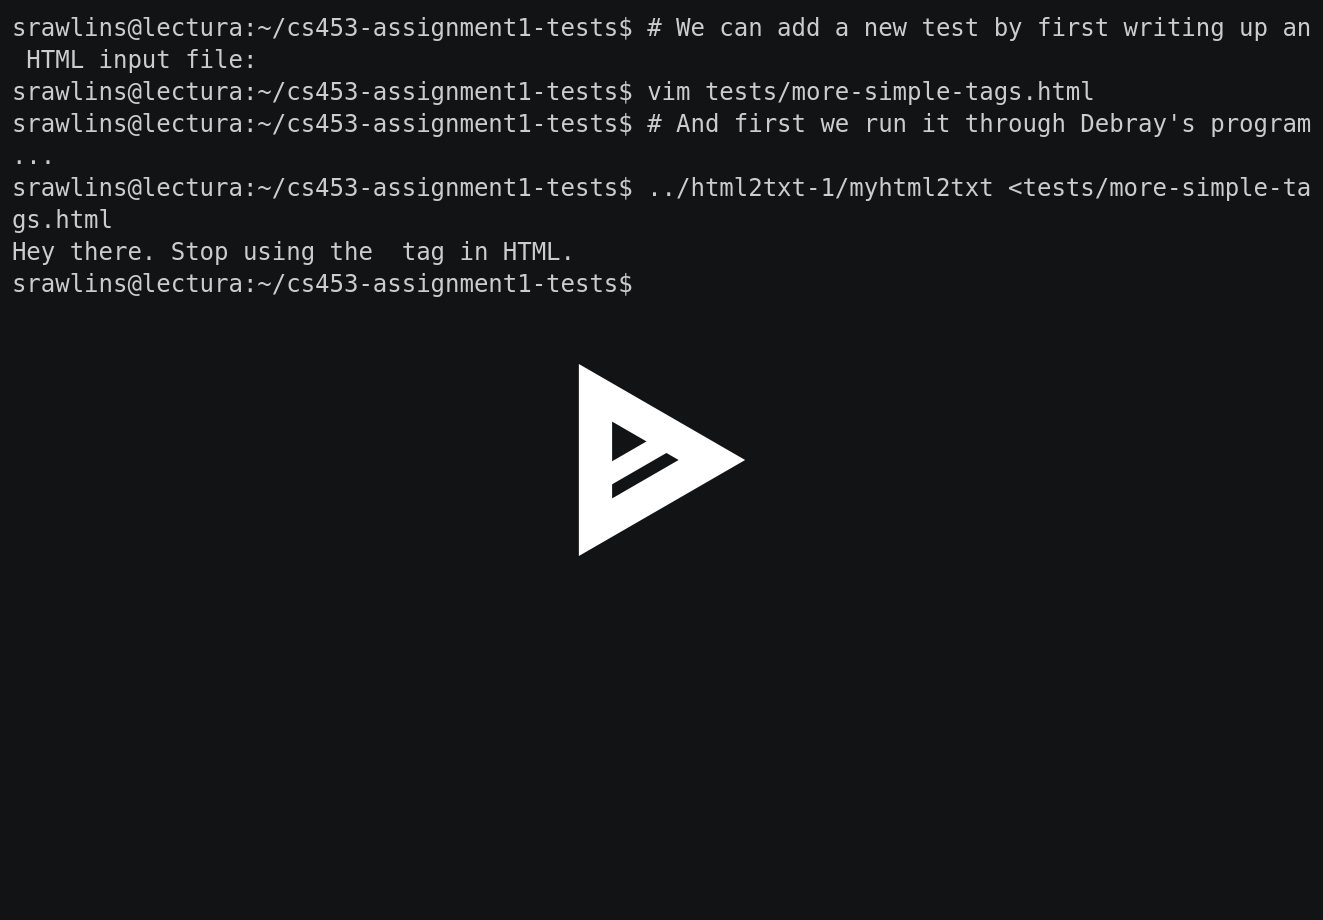 srawlins@lectura:~/cs453-assignment1-tests$ # We can add a new test by first writing up an
 HTML input file:
srawlins@lectura:~/cs453-assignment1-tests$ vim tests/more-simple-tags.html
srawlins@lectura:~/cs453-assignment1-tests$ # And first we run it through Debray's program
...
srawlins@lectura:~/cs453-assignment1-tests$ ../html2txt-1/myhtml2txt <tests/more-simple-ta
gs.html
Hey there. Stop using the  tag in HTML.
srawlins@lectura:~/cs453-assignment1-tests$